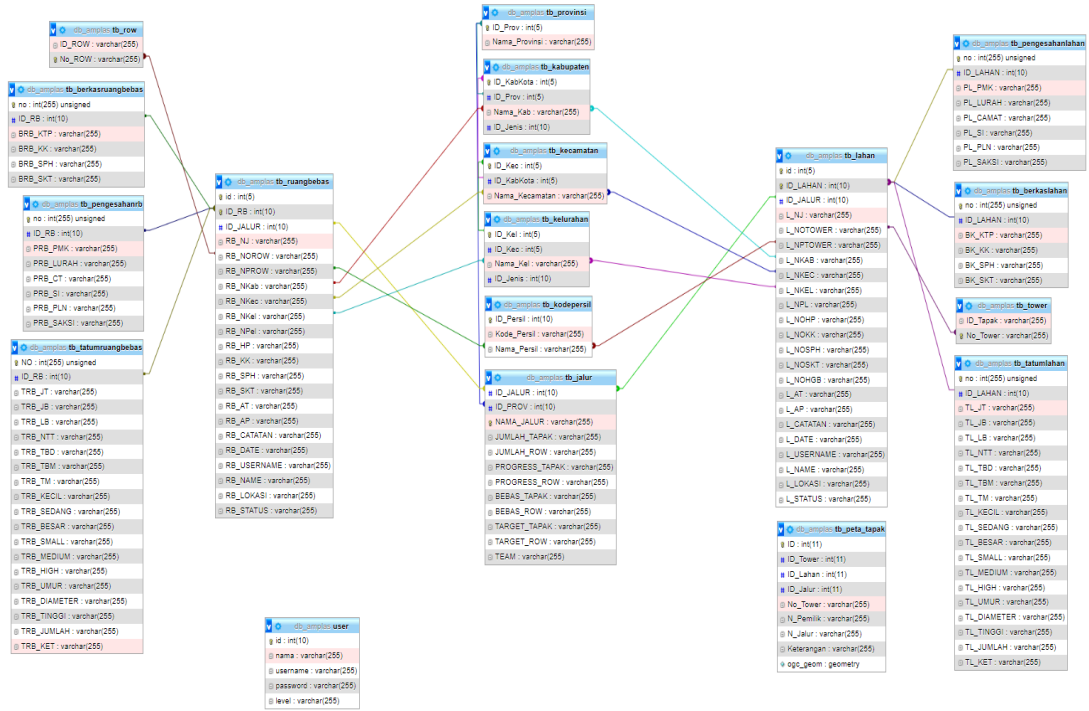 db_amplas tb_row
ID_ROW : varchar(255)
No_ROW : varchar(255)
db_amplas tb_berkasruangbebas
no : int(255) unsigned
ID_RB : int(10)
BRB_KTP : varchar(255)
BRB_KK : varchar(255)
BRB_SPH : varchar(255)
BRB_SKT : varchar(255)
db_amplas tb_pengesahanrb
no : int(255) unsigned
ID_RB : int(10)
PRB_PMK : varchar(255)
PRB_LURAH : varchar(255)
PRB_CT : varchar(255)
PRB_SI : varchar(255)
PRB_PLN : varchar(255)
PRB_SAKSI : varchar(255)
db_amplas tb_tatumruangbebas
NO : int(255) unsigned
ID_RB : int(10)
TRB_JT : varchar(255)
TRB_JB : varchar(255)
TRB_LB : varchar(255)
TRB_NTT : varchar(255)
TRB_TBD : varchar(255)
TRB_TBM : varchar(255)
TRB_TM : varchar(255)
TRB_KECIL : varchar(255)
TRB_SEDANG : varchar(255)
TRB_BESAR : varchar(255)
TRB_SMALL : varchar(255)
TRB_MEDIUM : varchar(255)
TRB_HIGH : varchar(255)
TRB_UMUR : varchar(255)
TRB_DIAMETER : varchar(255)
TRB_TINGGI : varchar(255)
TRB_JUMLAH : varchar(255)
TRB_KET : varchar(255)
db_amplas tb_ruangbebas
id : int(5)
ID_RB : int(10)
ID_JALUR : int(10)
RB_NJ : varchar(255)
RB_NOROW : varchar(255)
RB_NPROW : varchar(255)
RB_NKab : varchar(255)
RB_NKec : varchar(255)
RB_NKel : varchar(255)
RB_NPel : varchar(255)
RB_HP : varchar(255)
RB_KK : varchar(255)
RB_SPH : varchar(255)
RB_SKT : varchar(255)
RB_AT : varchar(255)
RB_AP : varchar(255)
RB_CATATAN : varchar(255)
RB_DATE : varchar(255)
RB_USERNAME : varchar(255)
RB_NAME : varchar(255)
RB_LOKASI : varchar(255)
RB_STATUS : varchar(255)
db_amplas user
id : int(10)
nama : varchar(255)
username : varchar(255)
password : varchar(255)
level : varchar(255)
db_amplas tb_provinsi
ID_Prov : int(5)
Nama_Provinsi : varchar(255)
db_amplas tb_kabupaten
ID_KabKota : int(5)
ID_Prov : int(5)
Nama_Kab : varchar(255)
ID_Jenis : int(10)
db_amplas tb_kecamatan
ID_Kec : int(5)
ID_KabKota : int(5)
Nama_Kecamatan : varchar(255)
db_amplas tb_kelurahan
ID_Kel : int(5)
ID_Kec : int(5)
Nama_Kel : varchar(255)
ID_Jenis : int(10)
db_amplas tb_kodepersil
ID_Persil : int(10)
Kode_Persil : varchar(255)
Nama_Persil : varchar(255)
db_amplas tb_jalur
ID_JALUR : int(10)
ID_PROV : int(10)
NAMA_JALUR : varchar(255)
JUMLAH_TAPAK : varchar(255)
JUMLAH_ROW : varchar(255)
PROGRESS_TAPAK : varchar(255)
PROGRESS_ROW : varchar(255)
BEBAS_TAPAK : varchar(255)
BEBAS_ROW : varchar(255)
TARGET_TAPAK : varchar(255)
TARGET_ROW : varchar(255)
TEAM : varchar(255)
db_amplas tb_lahan
id : int(5)
ID_LAHAN : int(10)
ID_JALUR : int(10)
L_NJ : varchar(255)
L_NOTOWER : varchar(255)
L_NPTOWER : varchar(255)
L_NKAB : varchar(255)
L_NKEC : varchar(255)
L_NKEL : varchar(255)
L_NPL : varchar(255)
L_NOHP : varchar(255)
L_NOKK : varchar(255)
L_NOSPH : varchar(255)
L_NOSKT : varchar(255)
L_NOHGB : varchar(255)
L_AT : varchar(255)
L_AP : varchar(255)
L_CATATAN : varchar(255)
L_DATE : varchar(255)
L_USERNAME : varchar(255)
L_NAME : varchar(255)
L_LOKASI : varchar(255)
L_STATUS : varchar(255)
db_amplas tb_peta_tapak
ID : int(11)
ID_Tower : int(11)
ID_Lahan : int(11)
ID_Jalur : int(11)
No_Tower : varchar(255)
N_Pemilik : varchar(255)
N_Jalur : varchar(255)
Keterangan : varchar(255)
ogc_geom : geometry
db_amplas tb_pengesahanlahan
no : int(255) unsigned
ID_LAHAN : int(10)
PL_PMK : varchar(255)
PL_LURAH : varchar(255)
PL_CAMAT : varchar(255)
PL_SI : varchar(255)
PL_PLN : varchar(255)
PL_SAKSI : varchar(255)
db_amplas tb_berkaslahan
no : int(255) unsigned
ID_LAHAN : int(10)
BK_KTP : varchar(255)
BK_KK : varchar(255)
BK_SPH : varchar(255)
BK_SKT : varchar(255)
db_amplas tb_tower
ID_Tapak : varchar(255)
No_Tower : varchar(255)
db_amplas tb_tatumlahan
no : int(255) unsigned
ID_LAHAN : int(10)
TL_JT : varchar(255)
TL_JB : varchar(255)
TL_LB : varchar(255)
TL_NTT : varchar(255)
TL_TBD : varchar(255)
TL_TBM : varchar(255)
TL_TM : varchar(255)
TL_KECIL : varchar(255)
TL_SEDANG : varchar(255)
TL_BESAR : varchar(255)
TL_SMALL : varchar(255)
TL_MEDIUM : varchar(255)
TL_HIGH : varchar(255)
TL_UMUR : varchar(255)
TL_DIAMETER : varchar(255)
TL_TINGGI : varchar(255)
TL_JUMLAH : varchar(255)
TL_KET : varchar(255)